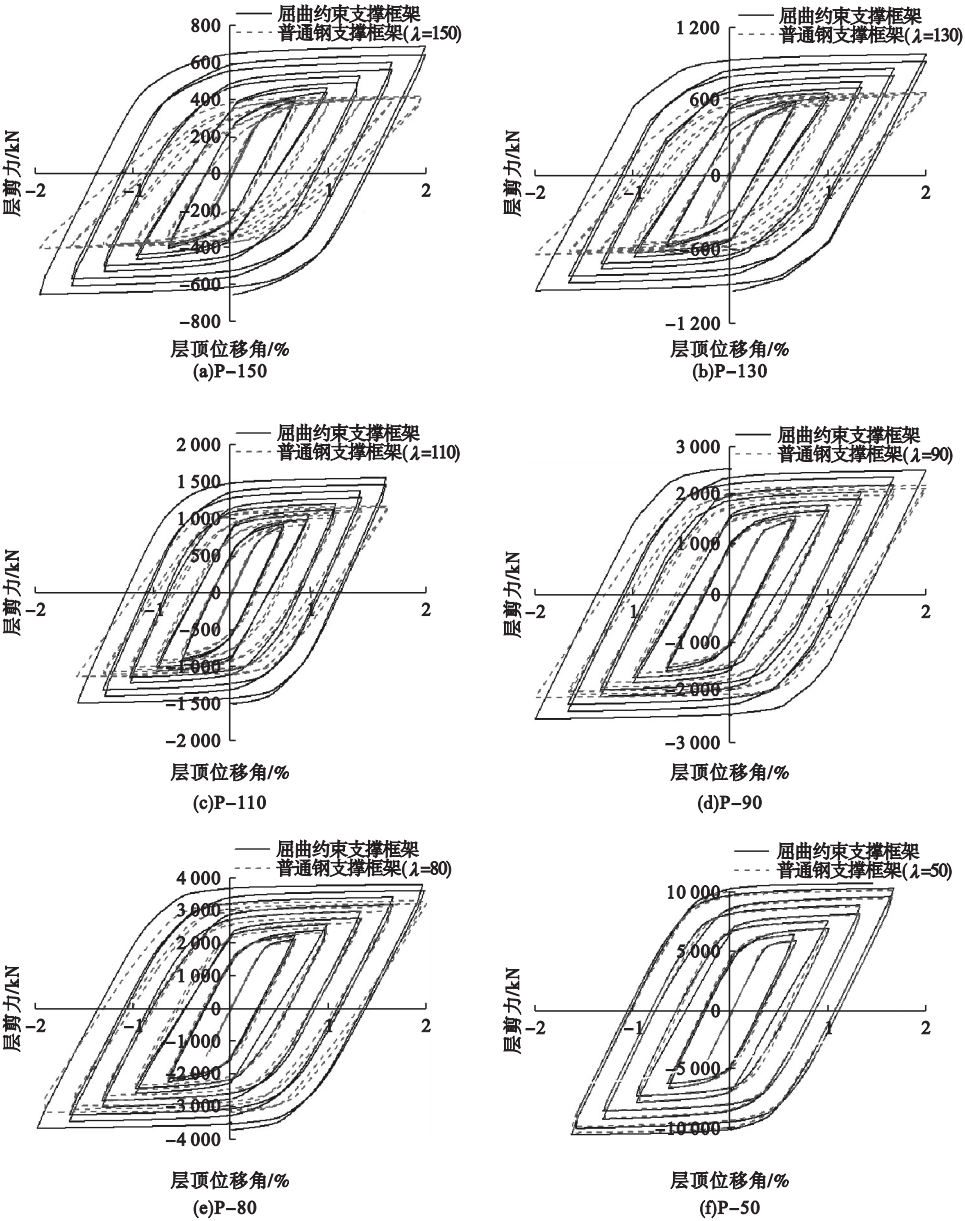 屈曲约束支撑框架
普通钢支撑框架(λ=150)
800
600
400
200
0
-2
-1
1
2
-200
-400
-600
-800
层剪力/kN
层顶位移角/%
(a)P-150
屈曲约束支撑框架
普通钢支撑框架(λ=130)
1 200
600
0
-2
-1
1
2
-600
-1 200
层剪力/kN
层顶位移角/%
(b)P-130
屈曲约束支撑框架
普通钢支撑框架(λ=110)
2 000
1 500
1 000
500
0
-2
-1
1
2
-500
-1 000
-1 500
-2 000
层剪力/kN
层顶位移角/%
(c)P-110
屈曲约束支撑框架
普通钢支撑框架(λ=90)
3 000
2 000
1 000
0
-2
-1
1
2
-1 000
-2 000
-3 000
层剪力/kN
层顶位移角/%
(d)P-90
屈曲约束支撑框架
普通钢支撑框架(λ=80)
4 000
3 000
2 000
1 000
0
-2
-1
1
2
-1 000
-2 000
-3 000
-4 000
层剪力/kN
层顶位移角/%
(e)P-80
屈曲约束支撑框架
普通钢支撑框架(λ=50)
10 000
5 000
0
-2
-1
1
2
-5 000
-10 000
层剪力/kN
层顶位移角/%
(f)P-50